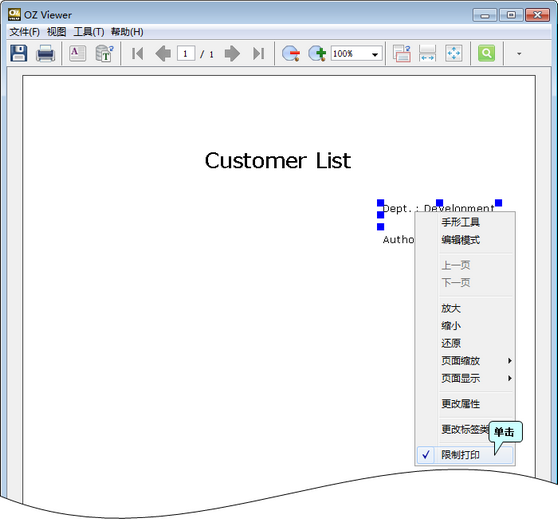 OZ Viewer
文件(F) 视图 工具(T) 帮助(H)
1 / 1 100%
Customer List
Dept. : Development
Autho
手形工具
编辑模式
上一页
下一页
放大
缩小
还原
页面缩放
页面显示
更改属性
更改标签类
单击
限制打印